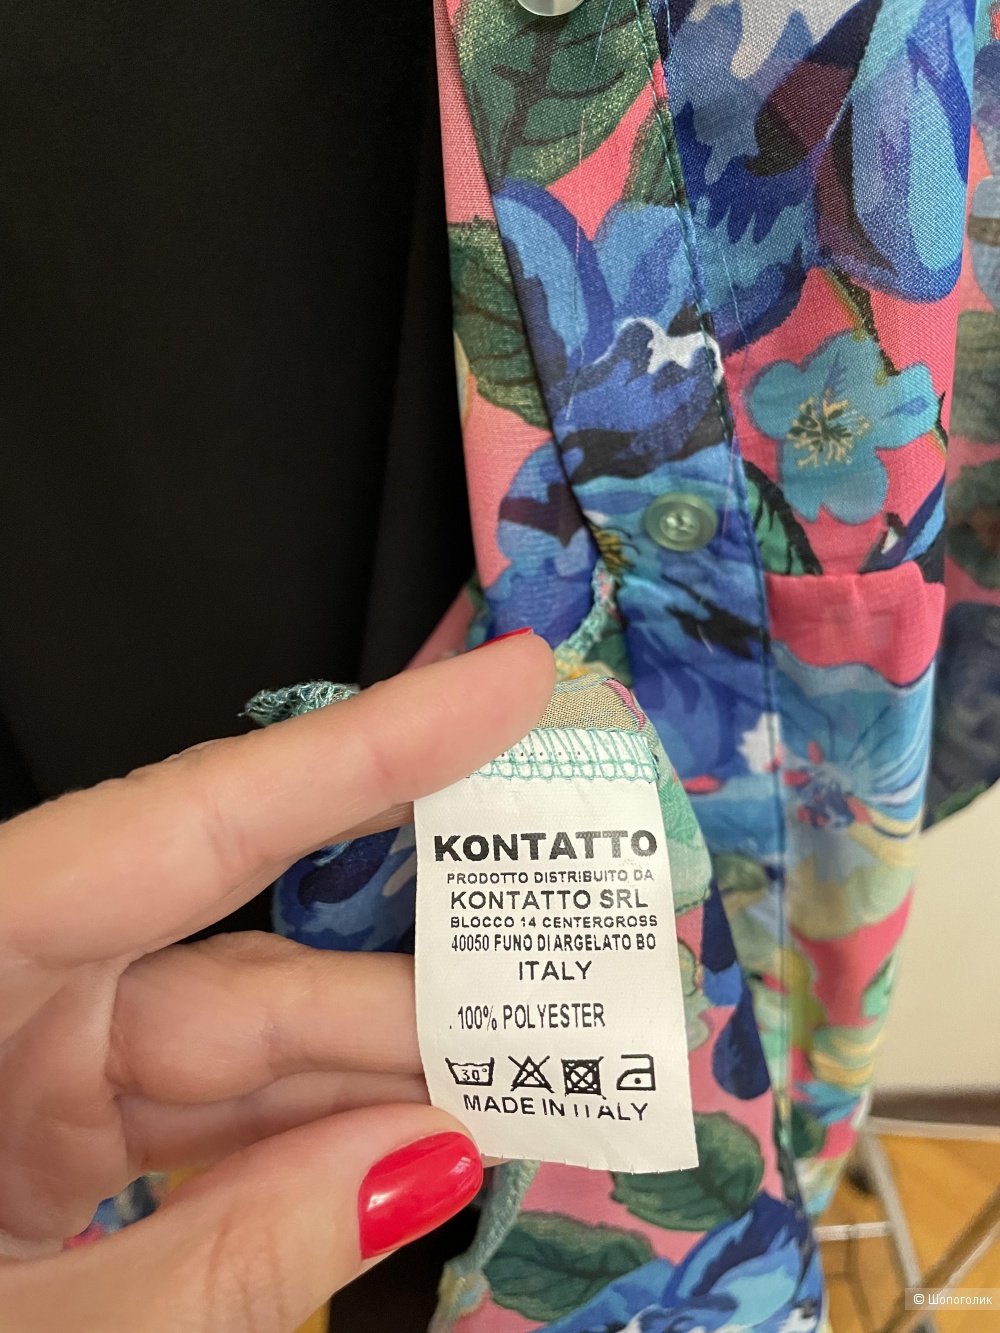 KONTATTO
PRODOTTO DISTRIBUITO DA
KONTATTO SRL
BLOCCO 14 CENTERGROSS
40050 FUNO DI ARGELATO BO
ITALY
. 100% POLYESTER
30°
MADE IN ITALY
© Шопоголик